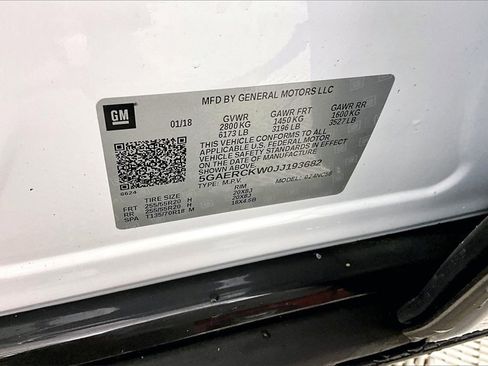 MFD BY GENERAL MOTORS LLC
GM 01/18 GVWR GAWR FRT GAWR RR
2800 KG 1450 KG 1600 KG
6173 LB 3196 LB 3527 LB
THIS VEHICLE CONFORMS TO ALL
APPLICABLE U.S. FEDERAL MOTOR
VEHICLE SAFETY STANDARDS IN EFFECT
ON THE DATE OF MANUFACTURE
SHOWN ABOVE.
5GAERCKW0JJ193682
TYPE: M.P.V. MODEL:
6624
TIRE SIZE RIM
FRT 255/55R20 H 20X8J
RR 255/55R20 H 20X8J
SPA T135/70R18 M 18X4.5B